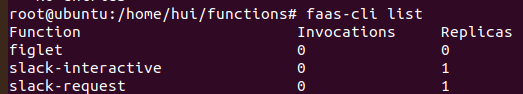 root@ubuntu:/home/hui/functions# faas-cli list
Function Invocations Replicas
figlet 0 0
slack-interactive 0 1
slack-request 0 1